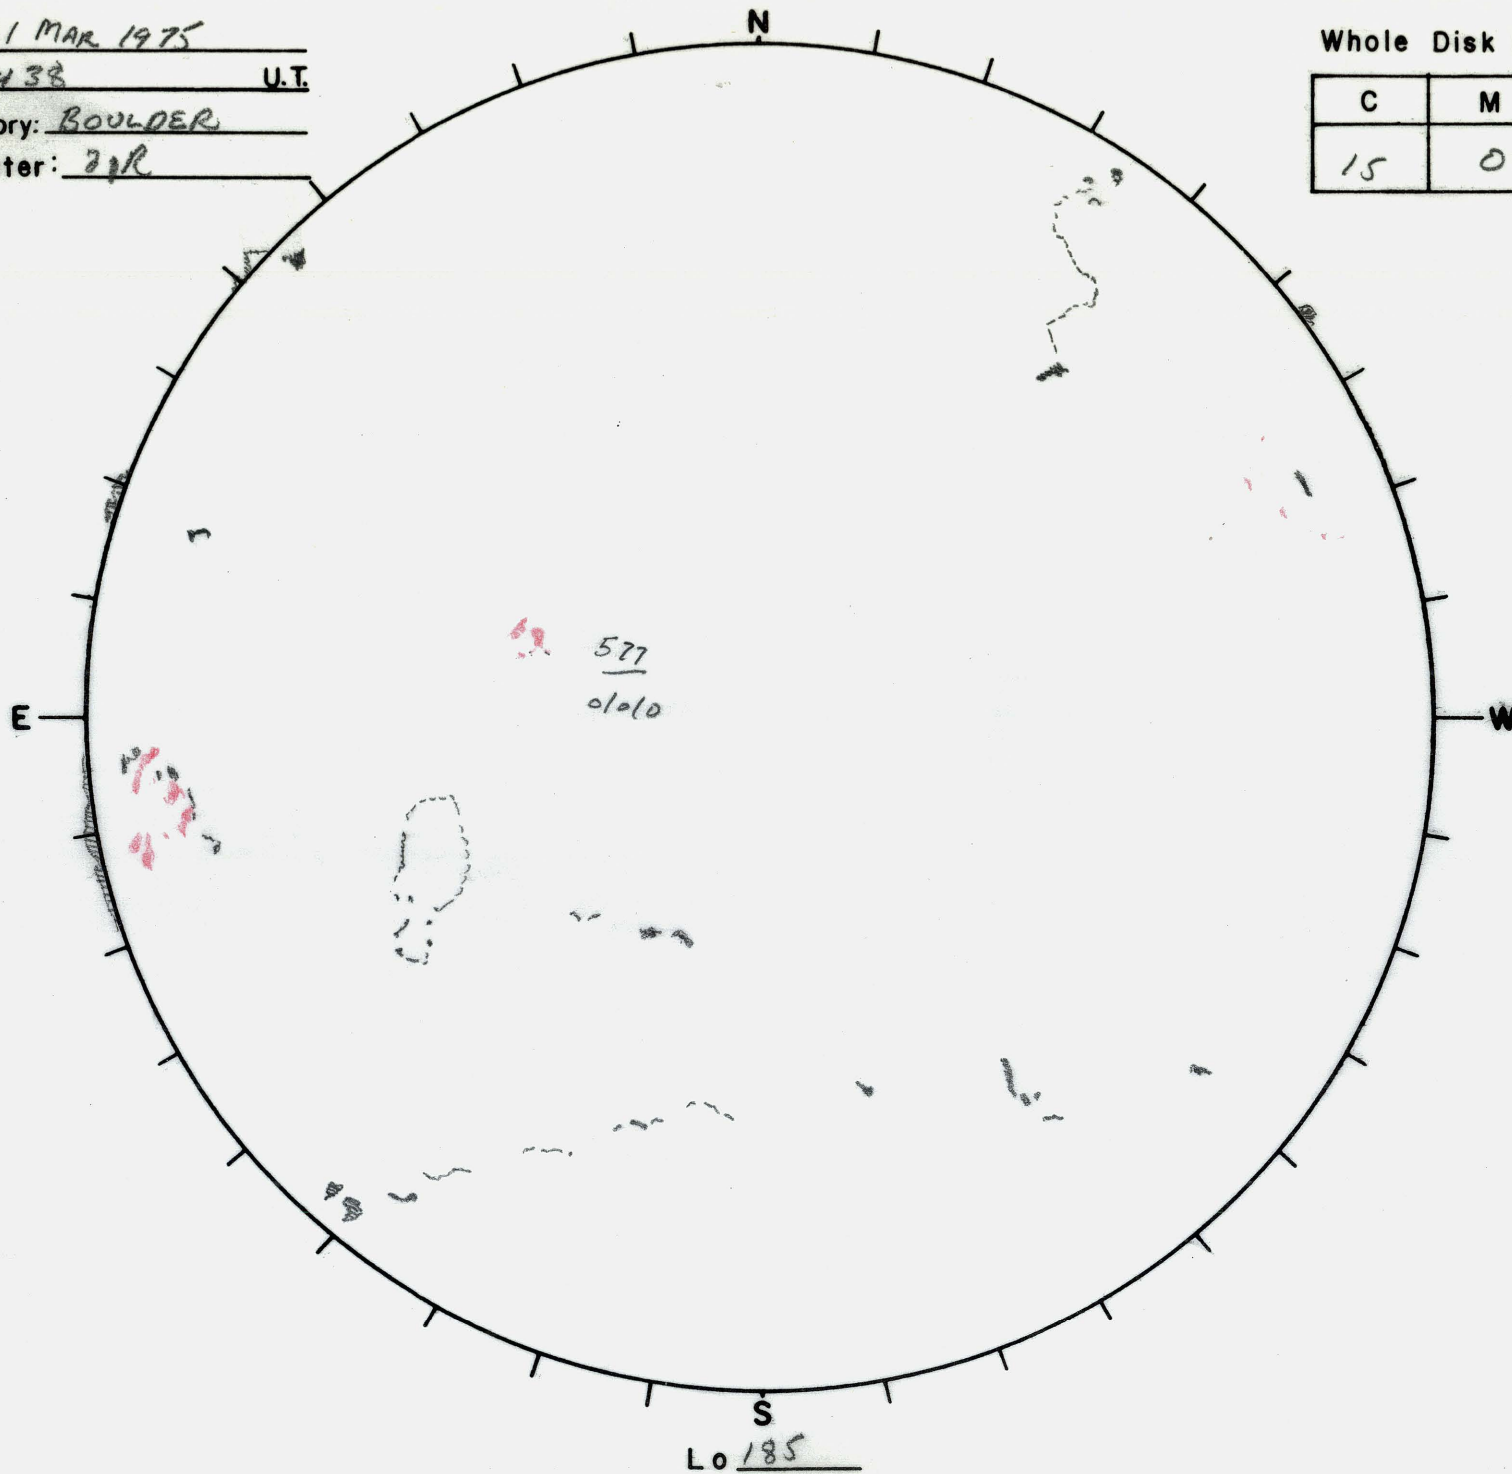 1 MAR 1975
438 U.T.
ory: BOULDER
ter:
N
Whole Disk
C M
15 0
577
0/0/0
E
W
S
Lo 185